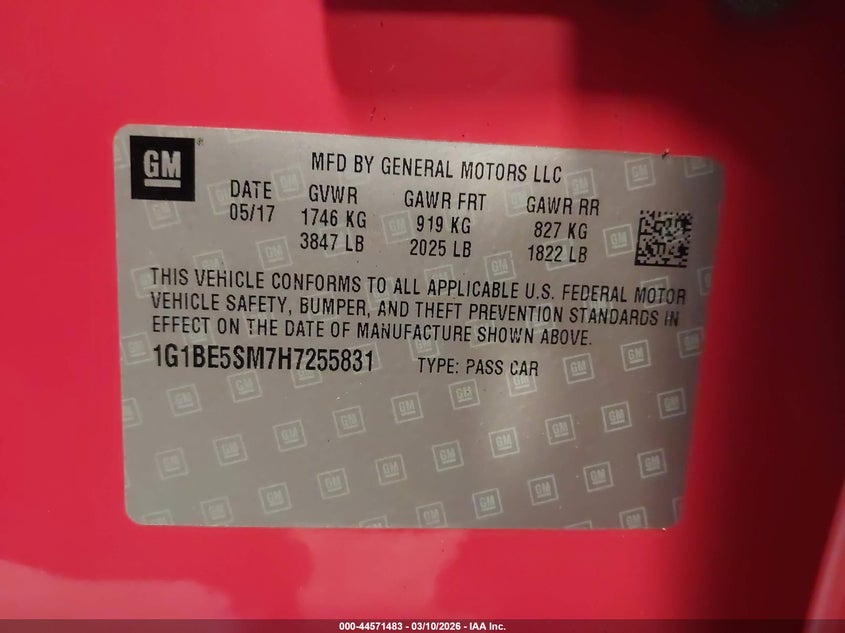 GM
MFD BY GENERAL MOTORS LLC
DATE GVWR GAWR FRT GAWR RR
05/17 1746 KG 919 KG 827 KG
3847 LB 2025 LB 1822 LB
THIS VEHICLE CONFORMS TO ALL APPLICABLE U.S. FEDERAL MOTOR
VEHICLE SAFETY, BUMPER, AND THEFT PREVENTION STANDARDS IN
EFFECT ON THE DATE OF MANUFACTURE SHOWN ABOVE.
1G1BE5SM7H7255831 TYPE: PASS CAR
000-44571483 - 03/10/2026 - IAA Inc.